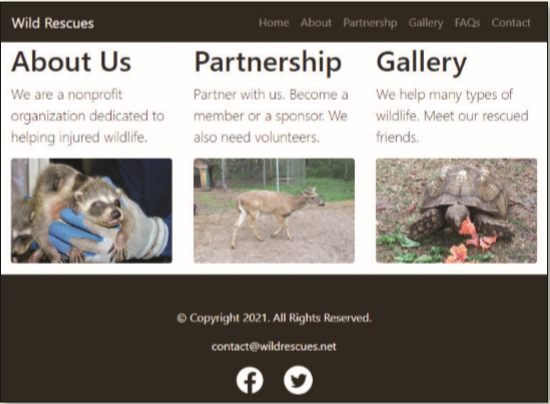 Wild Rescues
Home About Partnershp Gallery FAQs Contact
About Us
We are a nonprofit
organization dedicated to
helping injured wildlife.
Partnership
Partner with us. Become a
member or a sponsor. We
also need volunteers.
Gallery
We help many types of
wildlife. Meet our rescued
friends.
© Copyright 2021. All Rights Reserved.
contact@wildrescues.net